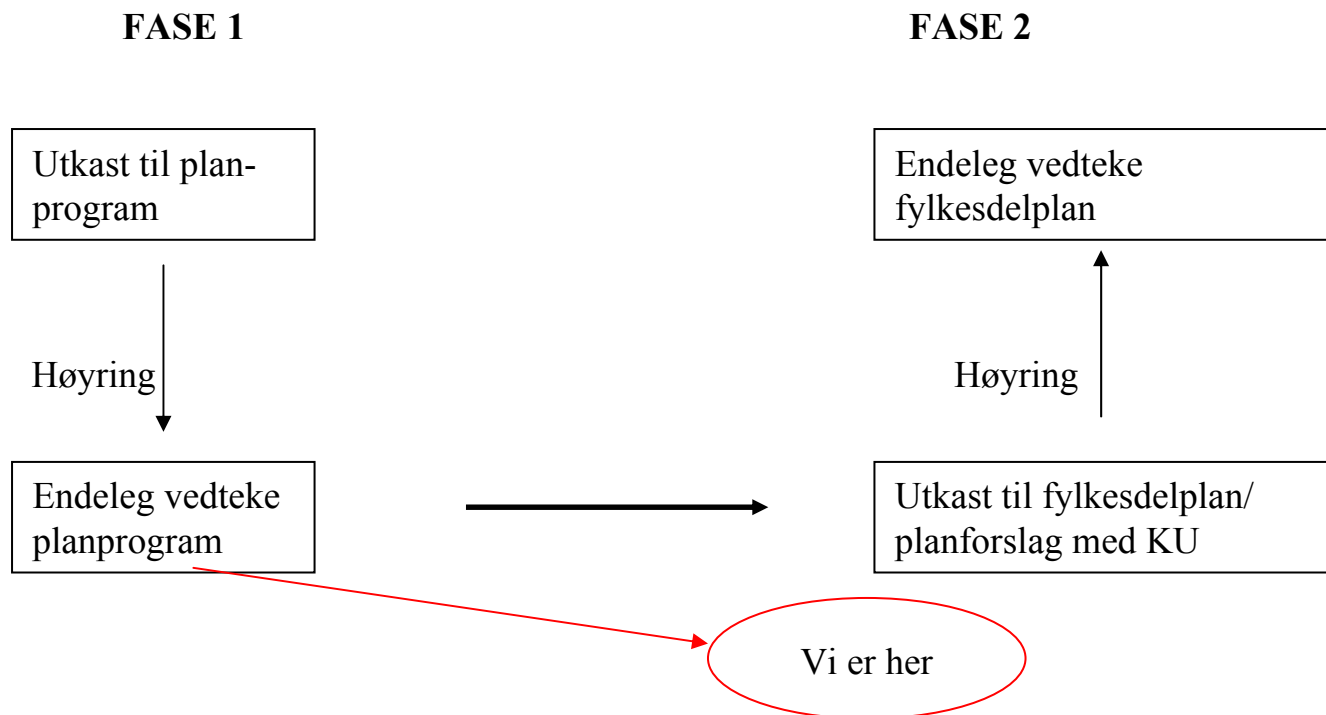 FASE 1
FASE 2
Utkast til plan-
program
Endeleg vedteke
fylkesdelplan
Høyring
Høyring
Endeleg vedteke
planprogram
Utkast til fylkesdelplan/
planforslag med KU
Vi er her